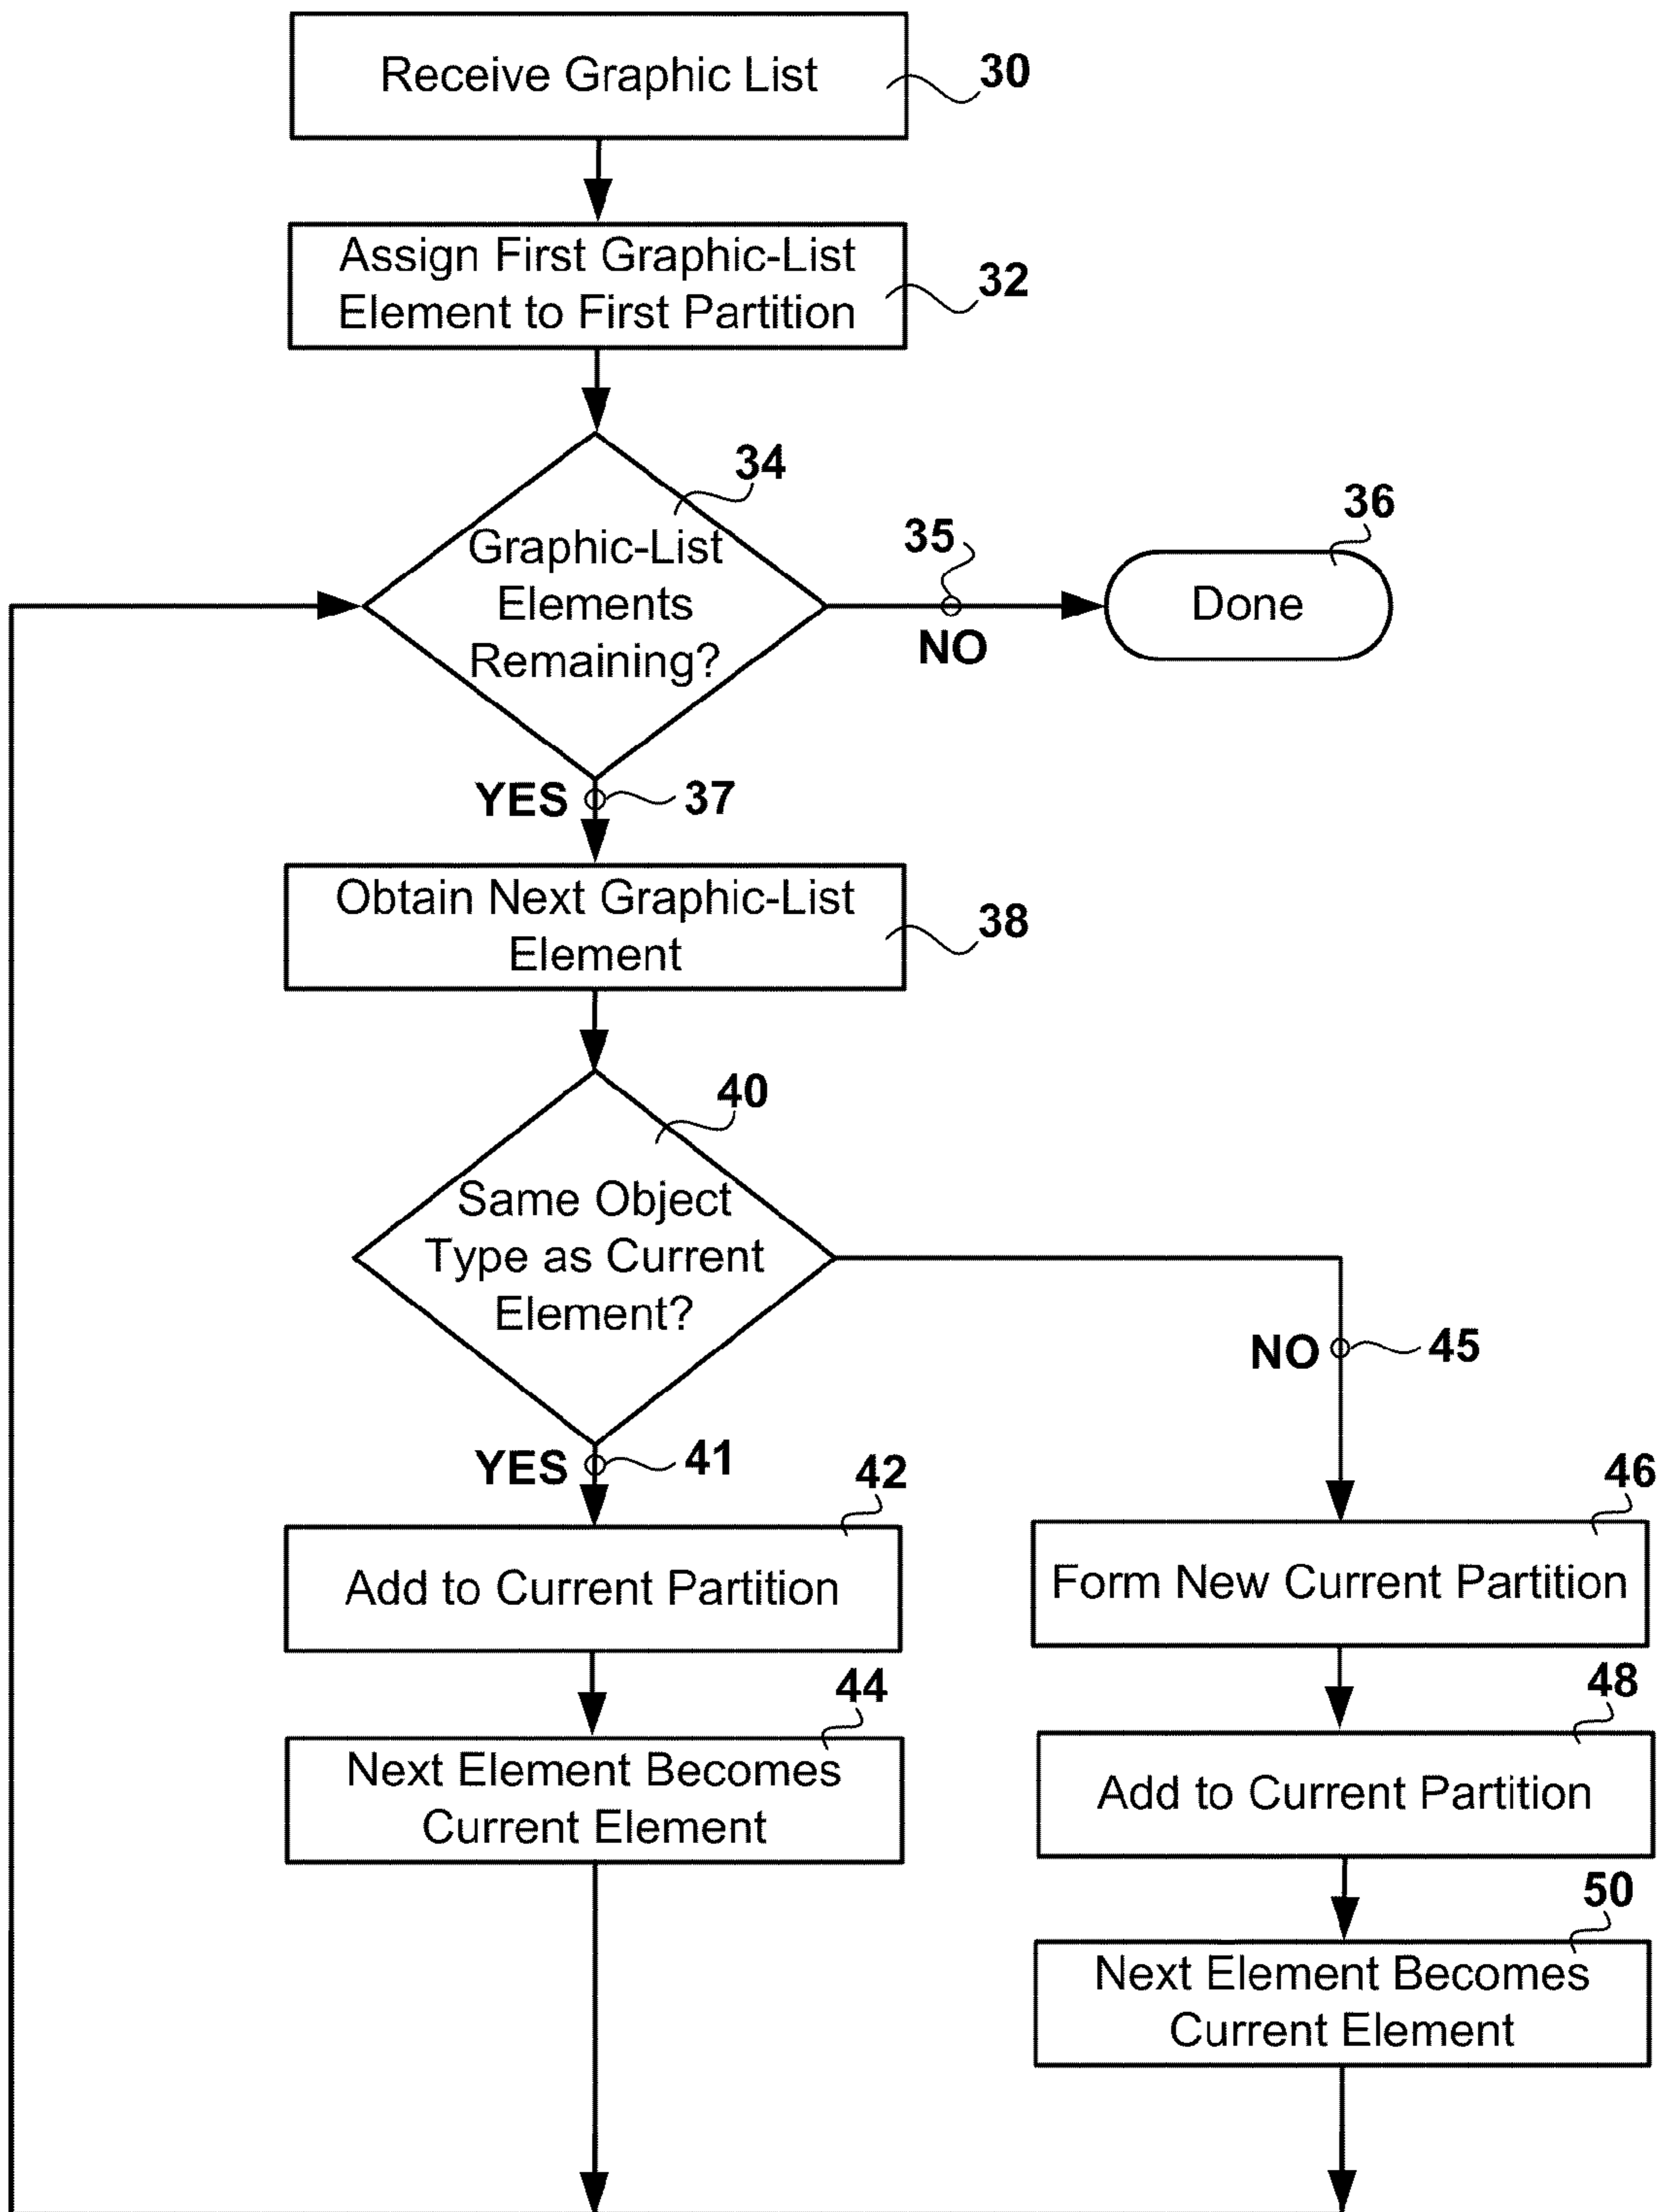 Receive Graphic List
30
Assign First Graphic-List
Element to First Partition
32
34
Graphic-List
Elements
Remaining?
35
NO
36
Done
YES
37
Obtain Next Graphic-List
Element
38
40
Same Object
Type as Current
Element?
NO
45
YES
41
42
Add to Current Partition
46
Form New Current Partition
44
Next Element Becomes
Current Element
48
Add to Current Partition
50
Next Element Becomes
Current Element